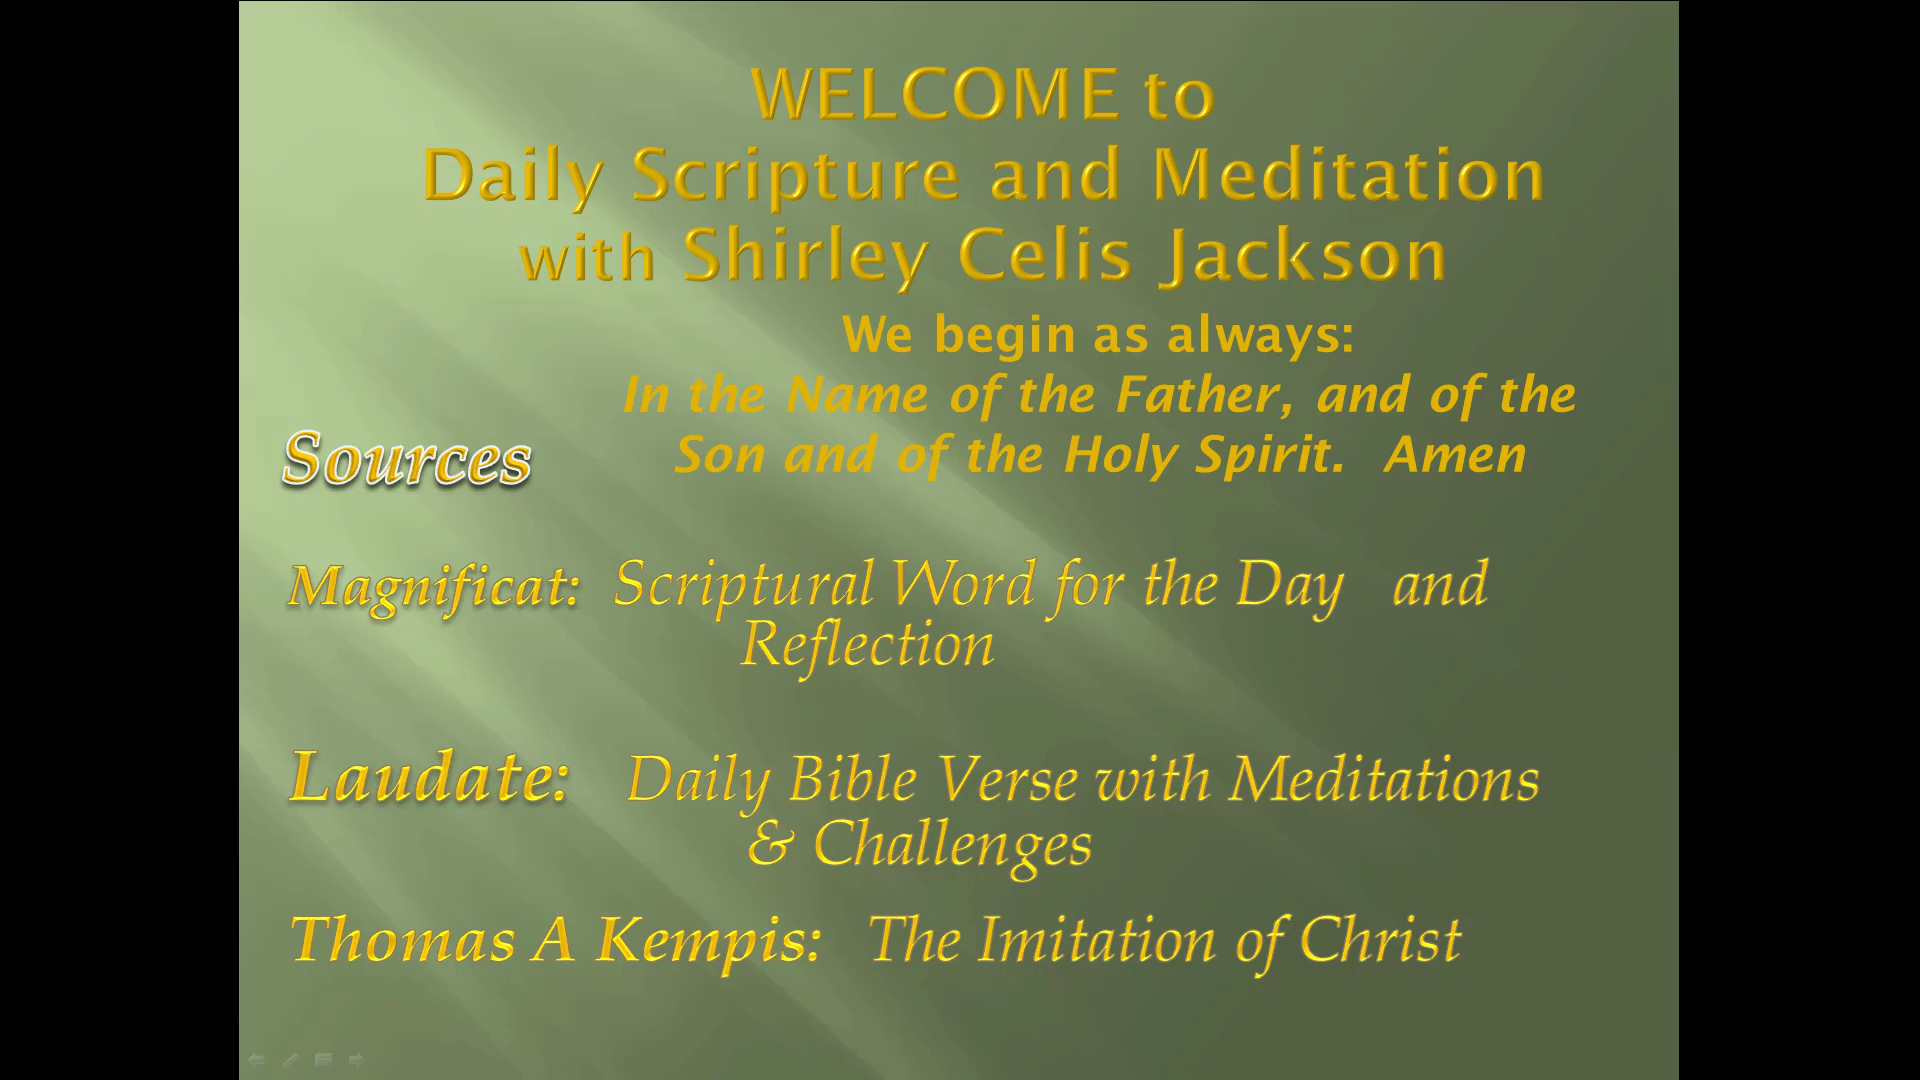 WELCOME to
Daily Scripture and Meditation
with Shirley Celis Jackson
We begin as always:
In the Name of the Father, and of the
Son and of the Holy Spirit. Amen
Sources
Magnificat: Scriptural Word for the Day and
Reflection
Laudate: Daily Bible Verse with Meditations
& Challenges
Thomas A Kempis: The Imitation of Christ